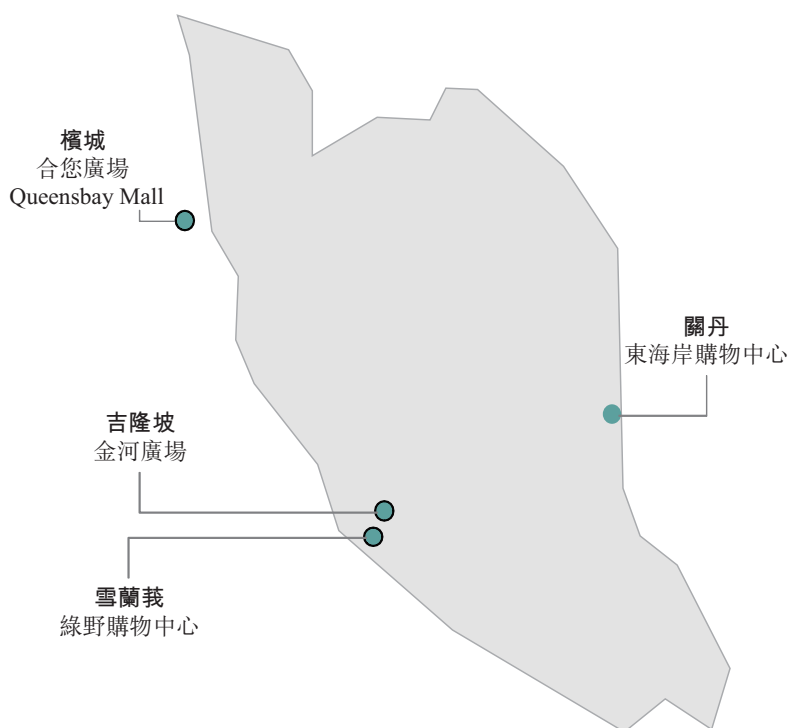 檳城
合您廣場
Queensbay Mall
關丹
東海岸購物中心
吉隆坡
金河廣場
雪蘭莪
綠野購物中心